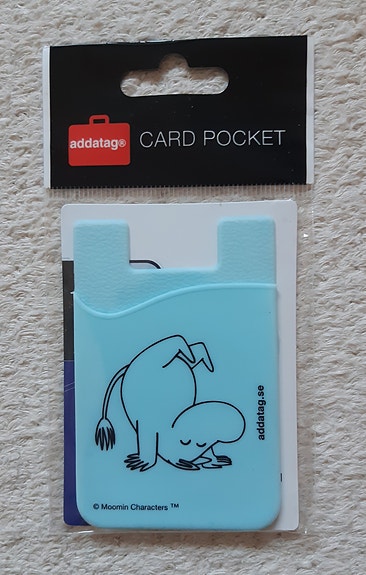 addatag®
CARD POCKET
addatag.se
© Moomin Characters ™